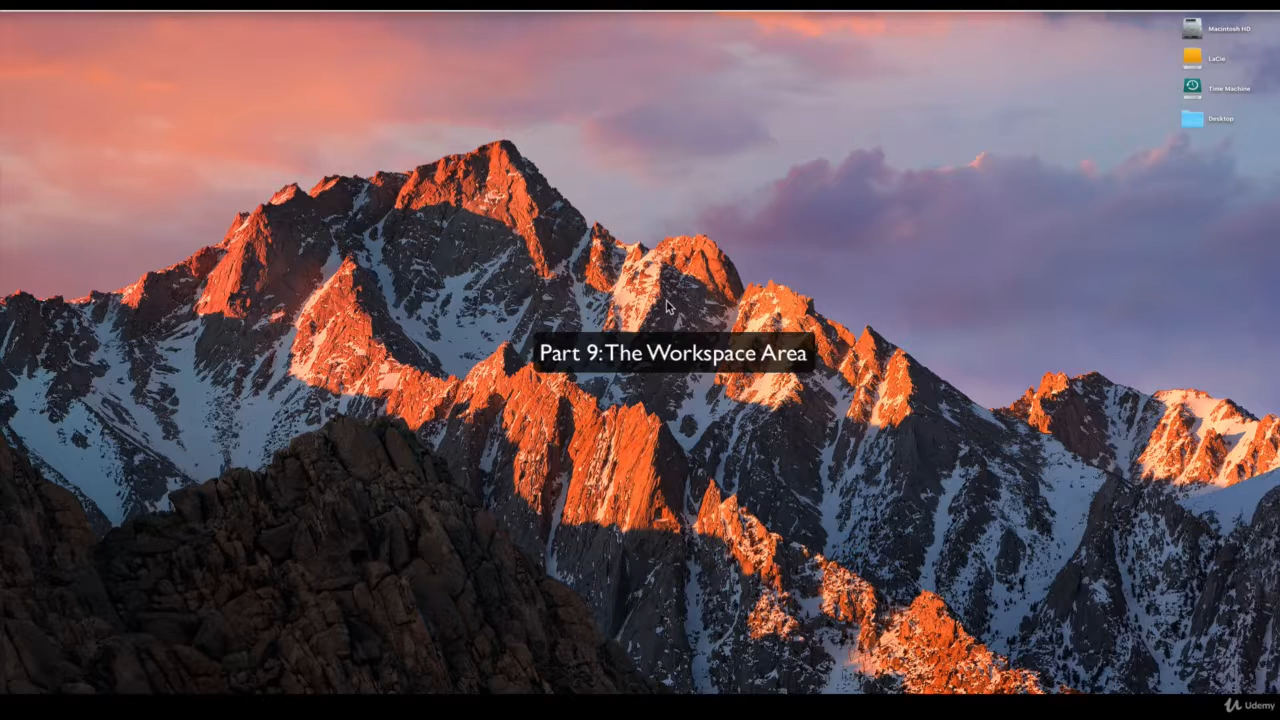 Macintosh HD
LaCie
Time Machine
Desktop
Part 9: The Workspace Area
Udemy